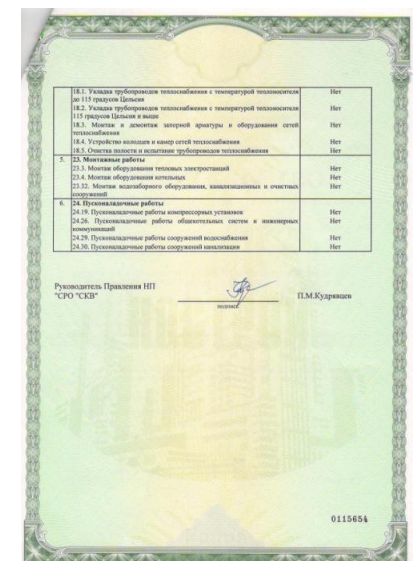 18.1. Укладка трубопроводов теплоснабжения с температурой теплоносителя до 115 градусов Цельсия Нет
18.2. Укладка трубопроводов теплоснабжения с температурой теплоносителя 115 градусов Цельсия и выше Нет
18.3. Монтаж и демонтаж запорной арматуры и оборудования сетей теплоснабжения Нет
18.4. Устройство колодцев и камер сетей теплоснабжения Нет
18.5. Очистка полости и испытание трубопроводов теплоснабжения Нет
5. 23. Монтажные работы
23.3. Монтаж оборудования тепловых электростанций Нет
23.4. Монтаж оборудования котельных Нет
23.32. Монтаж водозаборного оборудования, канализационных и очистных сооружений Нет
6. 24. Пусконаладочные работы
24.19. Пусконаладочные работы компрессорных установок Нет
24.26. Пусконаладочные работы общекотельных систем и инженерных коммуникаций Нет
24.29. Пусконаладочные работы сооружений водоснабжения Нет
24.30. Пусконаладочные работы сооружений канализации Нет
Руководитель Правления НП
"СРО "СКВ" П.М.Кудрявцев
подпись
0115654